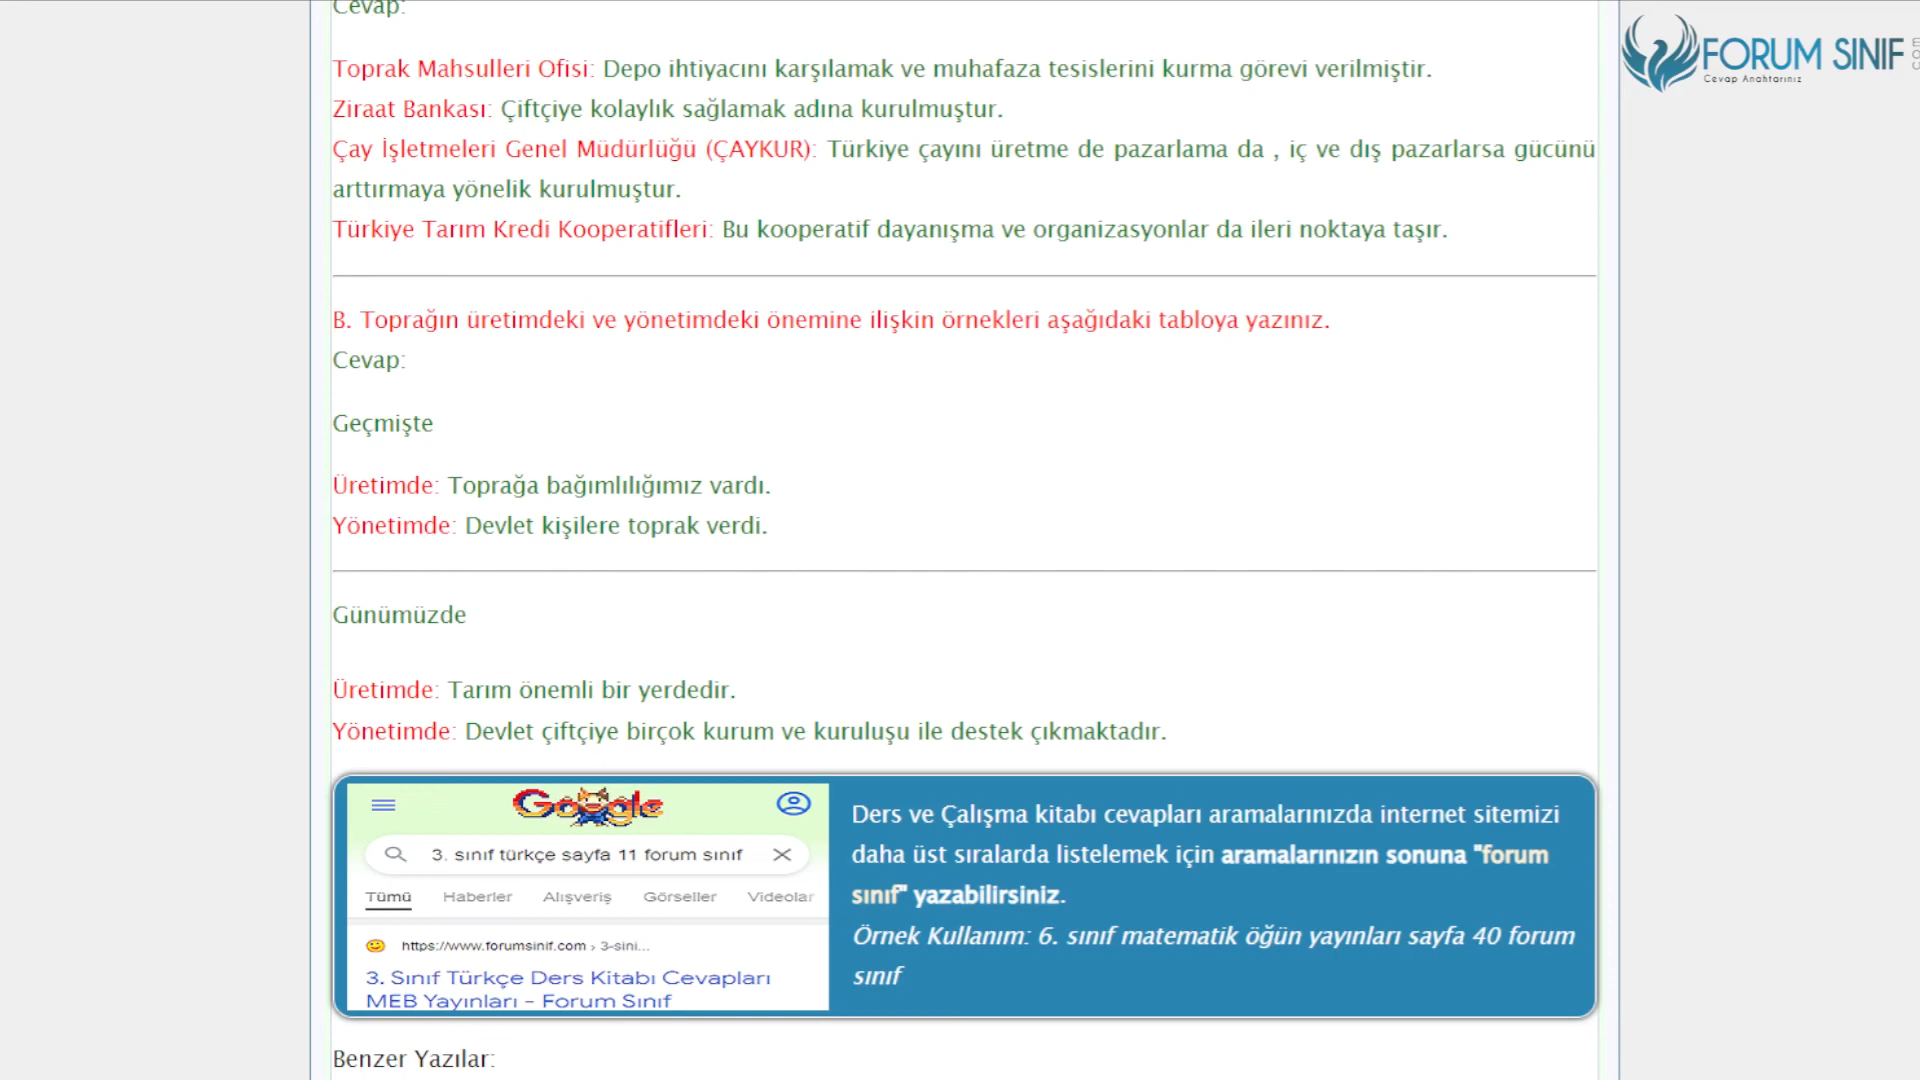 Cevap:
Toprak Mahsulleri Ofisi: Depo ihtiyacını karşılamak ve muhafaza tesislerini kurma görevi verilmiştir.
Ziraat Bankası: Çiftçiye kolaylık sağlamak adına kurulmuştur.
Çay İşletmeleri Genel Müdürlüğü (ÇAYKUR): Türkiye çayını üretme de pazarlama da , iç ve dış pazarlarsa gücünü
arttırmaya yönelik kurulmuştur.
Türkiye Tarım Kredi Kooperatifleri: Bu kooperatif dayanışma ve organizasyonlar da ileri noktaya taşır.
B. Toprağın üretimdeki ve yönetimdeki önemine ilişkin örnekleri aşağıdaki tabloya yazınız.
Cevap:
Geçmişte
Üretimde: Toprağa bağımlılığımız vardı.
Yönetimde: Devlet kişilere toprak verdi.
Günümüzde
Üretimde: Tarım önemli bir yerdedir.
Yönetimde: Devlet çiftçiye birçok kurum ve kuruluşu ile destek çıkmaktadır.
Google
3. sınıf türkçe sayfa 11 forum sınıf
Tümü Haberler Alışveriş Görseller Videolar
https://www.forumsinif.com › 3-sini...
3. Sınıf Türkçe Ders Kitabı Cevapları
MEB Yayınları - Forum Sınıf
Ders ve Çalışma kitabı cevapları aramalarınızda internet sitemizi
daha üst sıralarda listelemek için aramalarınızın sonuna "forum
sınıf" yazabilirsiniz.
Örnek Kullanım: 6. sınıf matematik öğün yayınları sayfa 40 forum
sınıf
Benzer Yazılar:
FORUM SINIF
Cevap Anahtarınız